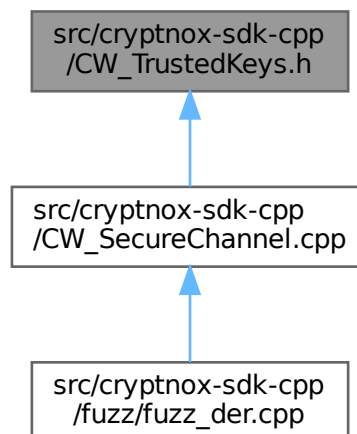 src/cryptnox-sdk-cpp
/CW_TrustedKeys.h
src/cryptnox-sdk-cpp
/CW_SecureChannel.cpp
src/cryptnox-sdk-cpp
/fuzz/fuzz_der.cpp